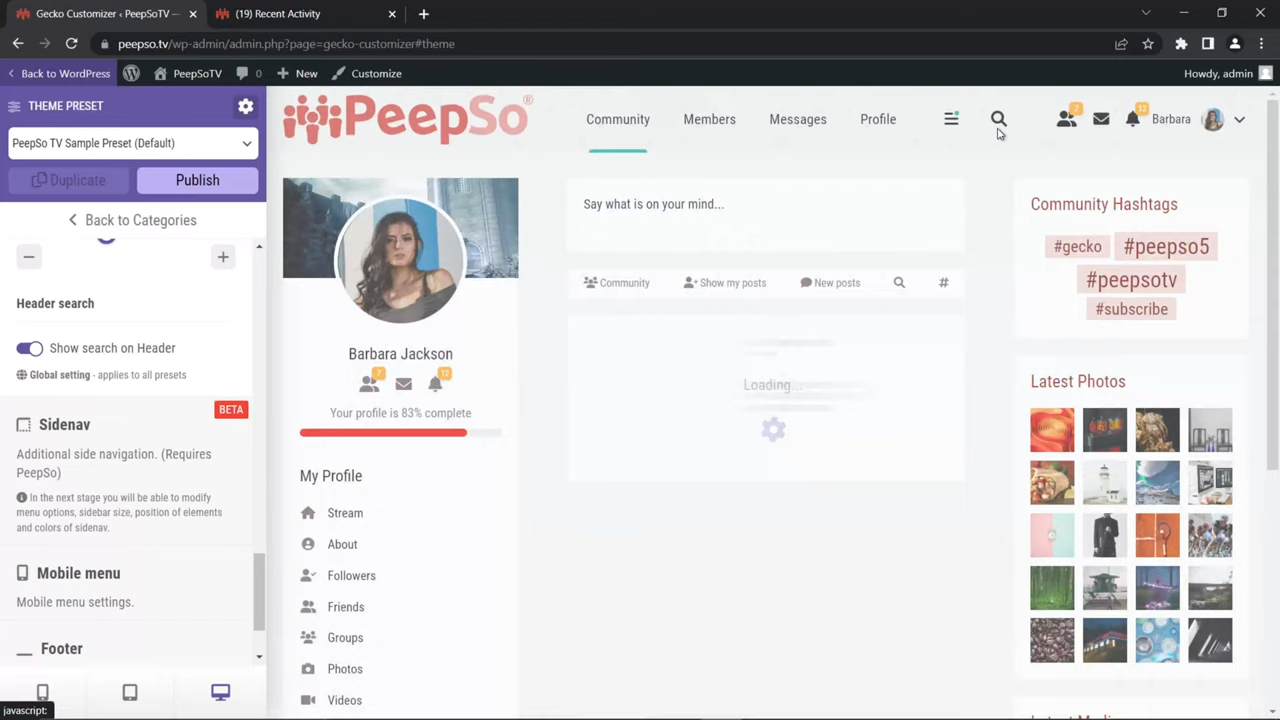 Gecko Customizer ‹ PeepSoTV —
(19) Recent Activity
peepso.tv/wp-admin/admin.php?page=gecko-customizer#theme
Back to WordPress
PeepSoTV
0
New
Customize
Howdy, admin
THEME PRESET
PeepSo TV Sample Preset (Default)
Duplicate
Publish
Back to Categories
Header search
Show search on Header
Global setting - applies to all presets
BETA
Sidenav
Additional side navigation. (Requires
PeepSo)
In the next stage you will be able to modify
menu options, sidebar size, position of elements
and colors of sidenav.
Mobile menu
Mobile menu settings.
Footer
javascript:
PeepSo®
Community
Members
Messages
Profile
7
12
Barbara
Barbara Jackson
7
12
Your profile is 83% complete
My Profile
Stream
About
Followers
Friends
Groups
Photos
Videos
Say what is on your mind...
Community
Show my posts
New posts
#
Loading...
Community Hashtags
#gecko #peepso5
#peepsotv
#subscribe
Latest Photos